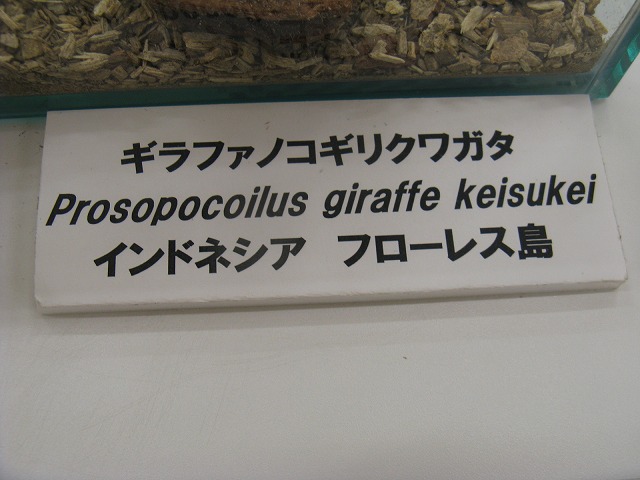 ギラファノコギリクワガタ
Prosopocoilus giraffe keisukei
インドネシア　フローレス島